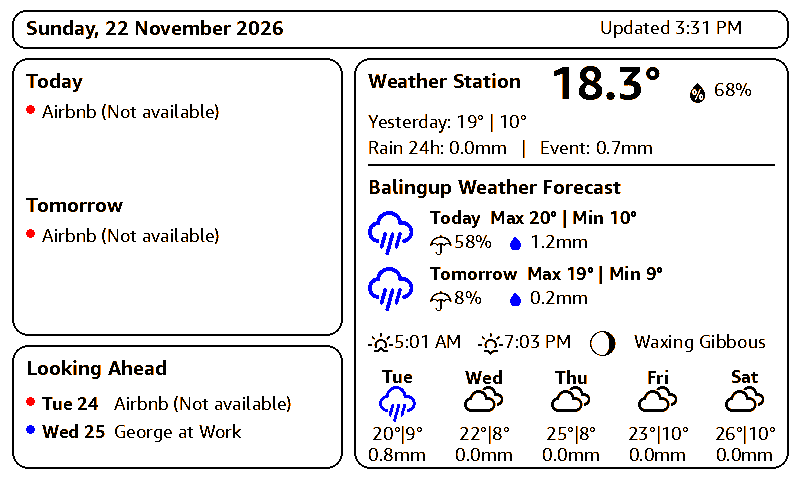 Sunday, 22 November 2026
Updated 3:31 PM
Today
Airbnb (Not available)
Tomorrow
Airbnb (Not available)
Looking Ahead
Tue 24 Airbnb (Not available)
Wed 25 George at Work
Weather Station 18.3° 68%
Yesterday: 19° | 10°
Rain 24h: 0.0mm | Event: 0.7mm
Balingup Weather Forecast
Today Max 20° | Min 10°
58% 1.2mm
Tomorrow Max 19° | Min 9°
8% 0.2mm
5:01 AM 7:03 PM Waxing Gibbous
Tue Wed Thu Fri Sat
20°|9° 22°|8° 25°|8° 23°|10° 26°|10°
0.8mm 0.0mm 0.0mm 0.0mm 0.0mm